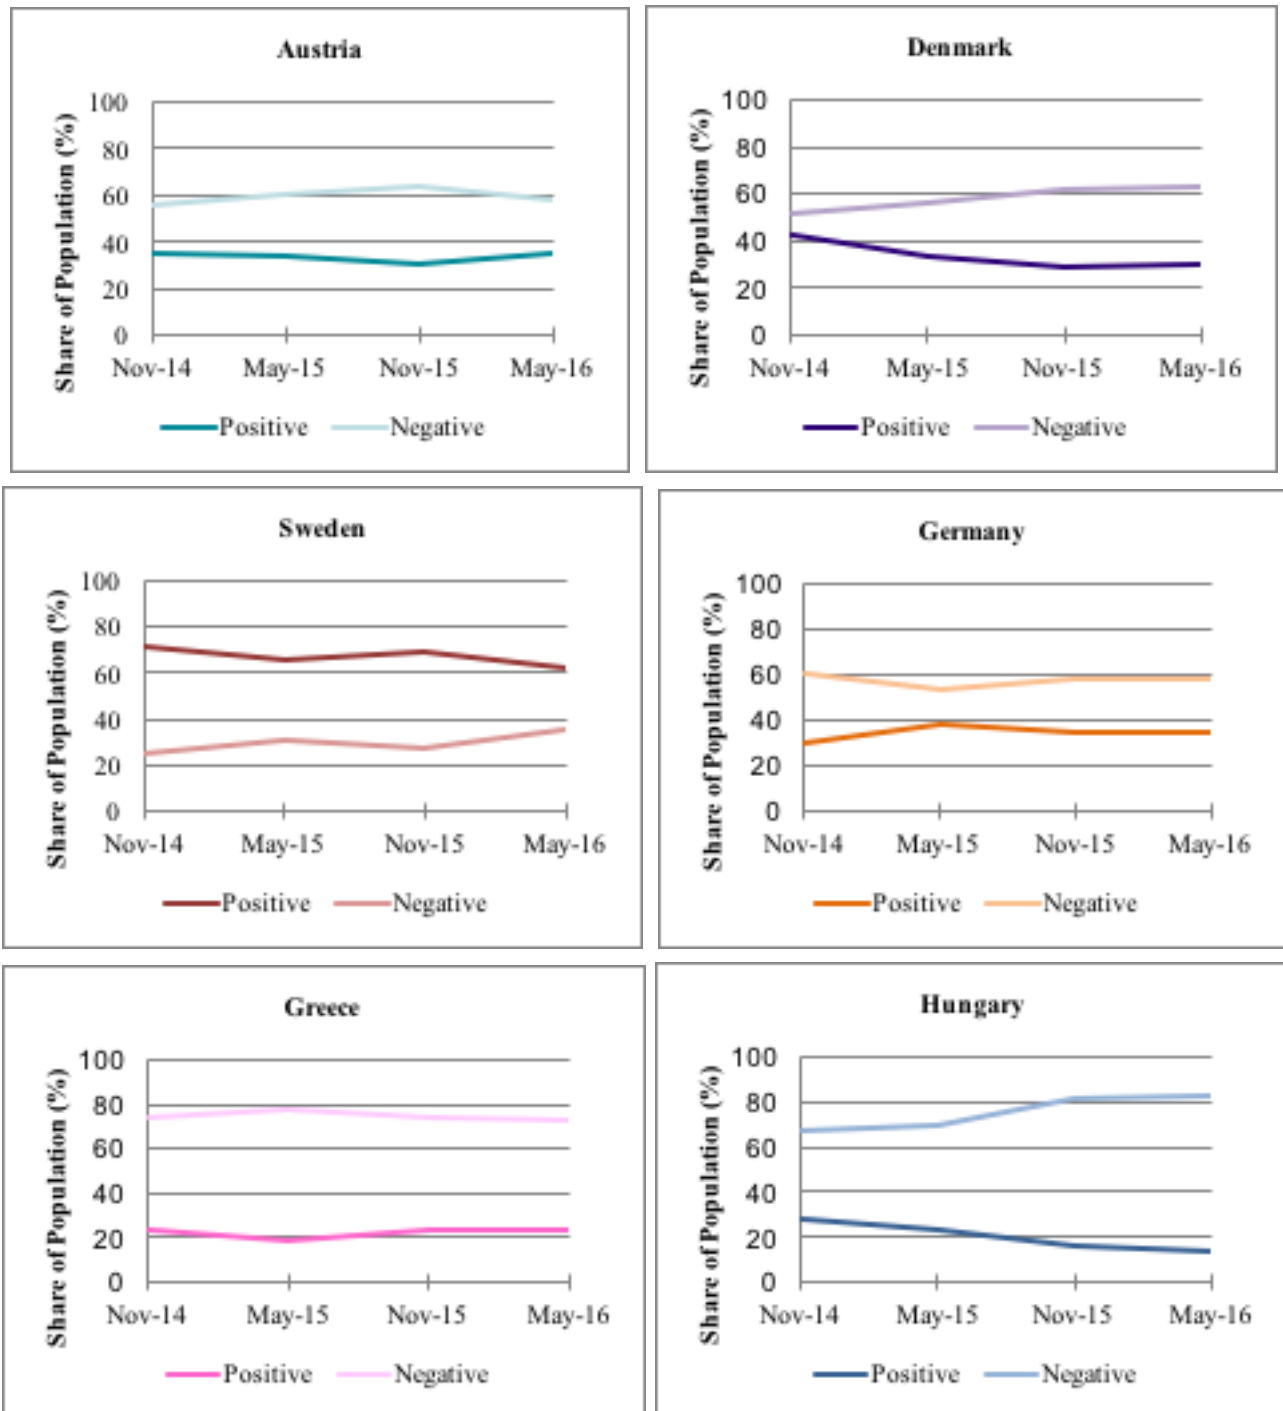 Austria
Share of Population (%)
100
80
60
40
20
0
Nov-14 May-15 Nov-15 May-16
Positive Negative
Denmark
Share of Population (%)
100
80
60
40
20
0
Nov-14 May-15 Nov-15 May-16
Positive Negative
Sweden
Share of Population (%)
100
80
60
40
20
0
Nov-14 May-15 Nov-15 May-16
Positive Negative
Germany
Share of Population (%)
100
80
60
40
20
0
Nov-14 May-15 Nov-15 May-16
Positive Negative
Greece
Share of Population (%)
100
80
60
40
20
0
Nov-14 May-15 Nov-15 May-16
Positive Negative
Hungary
Share of Population (%)
100
80
60
40
20
0
Nov-14 May-15 Nov-15 May-16
Positive Negative